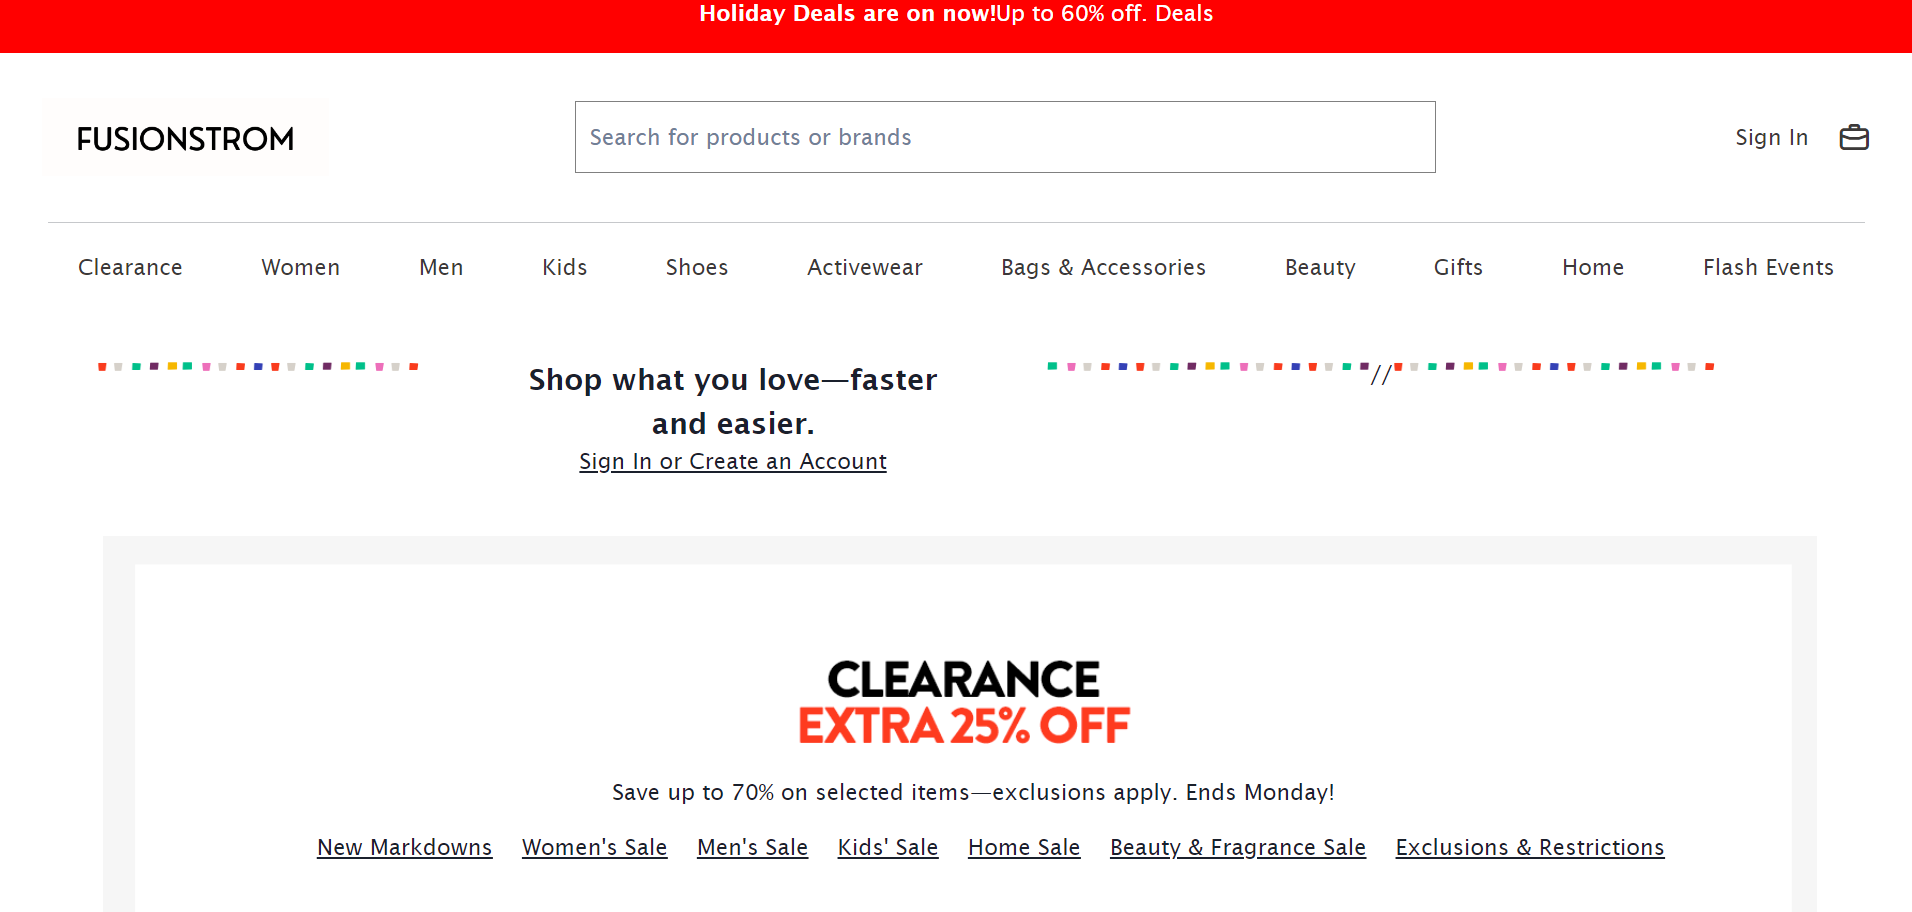 Holiday Deals are on now!Up to 60% off. Deals
FUSIONSTROM
Search for products or brands
Sign In
Clearance Women Men Kids Shoes Activewear Bags & Accessories Beauty Gifts Home Flash Events
Shop what you love—faster
and easier.
//
Sign In or Create an Account
CLEARANCE
EXTRA 25% OFF
Save up to 70% on selected items—exclusions apply. Ends Monday!
New Markdowns Women's Sale Men's Sale Kids' Sale Home Sale Beauty & Fragrance Sale Exclusions & Restrictions